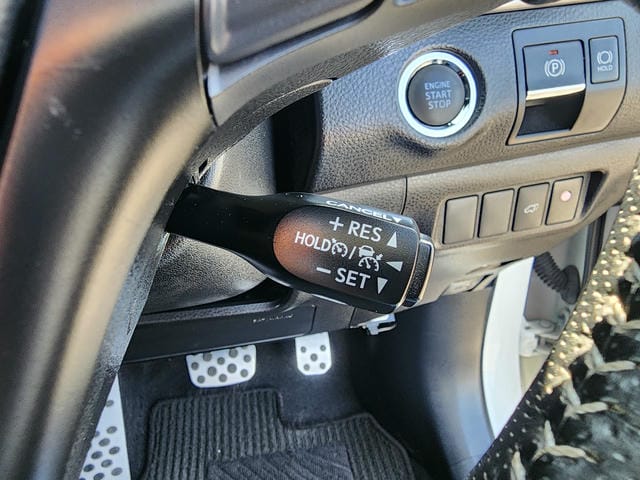 ENGINE
START
STOP
P
HOLD
CANCEL
+ RES
HOLD /
− SET